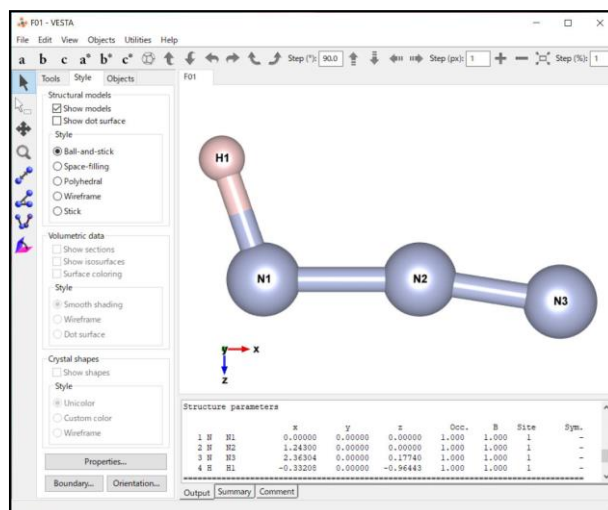 F01 - VESTA
File Edit View Objects Utilities Help
a b c a* b* c* Step (°): 90.0 Step (px): 1 Step (%): 1
Tools Style Objects
F01
Structural models
Show models
Show dot surface
Style
Ball-and-stick
Space-filling
Polyhedral
Wireframe
Stick
Volumetric data
Show sections
Show isosurfaces
Surface coloring
Style
Smooth shading
Wireframe
Dot surface
Crystal shapes
Show shapes
Style
Unicolor
Custom color
Wireframe
Properties...
Boundary... Orientation...
H1
N1 N2 N3
y x
z
Structure parameters
x y z Occ. B Site Sym.
1 N N1 0.00000 0.00000 0.00000 1.000 1.000 1 -
2 N N2 1.24300 0.00000 0.00000 1.000 1.000 1 -
3 N N3 2.36304 0.00000 0.17740 1.000 1.000 1 -
4 H H1 -0.33208 0.00000 -0.96443 1.000 1.000 1 -
Output Summary Comment